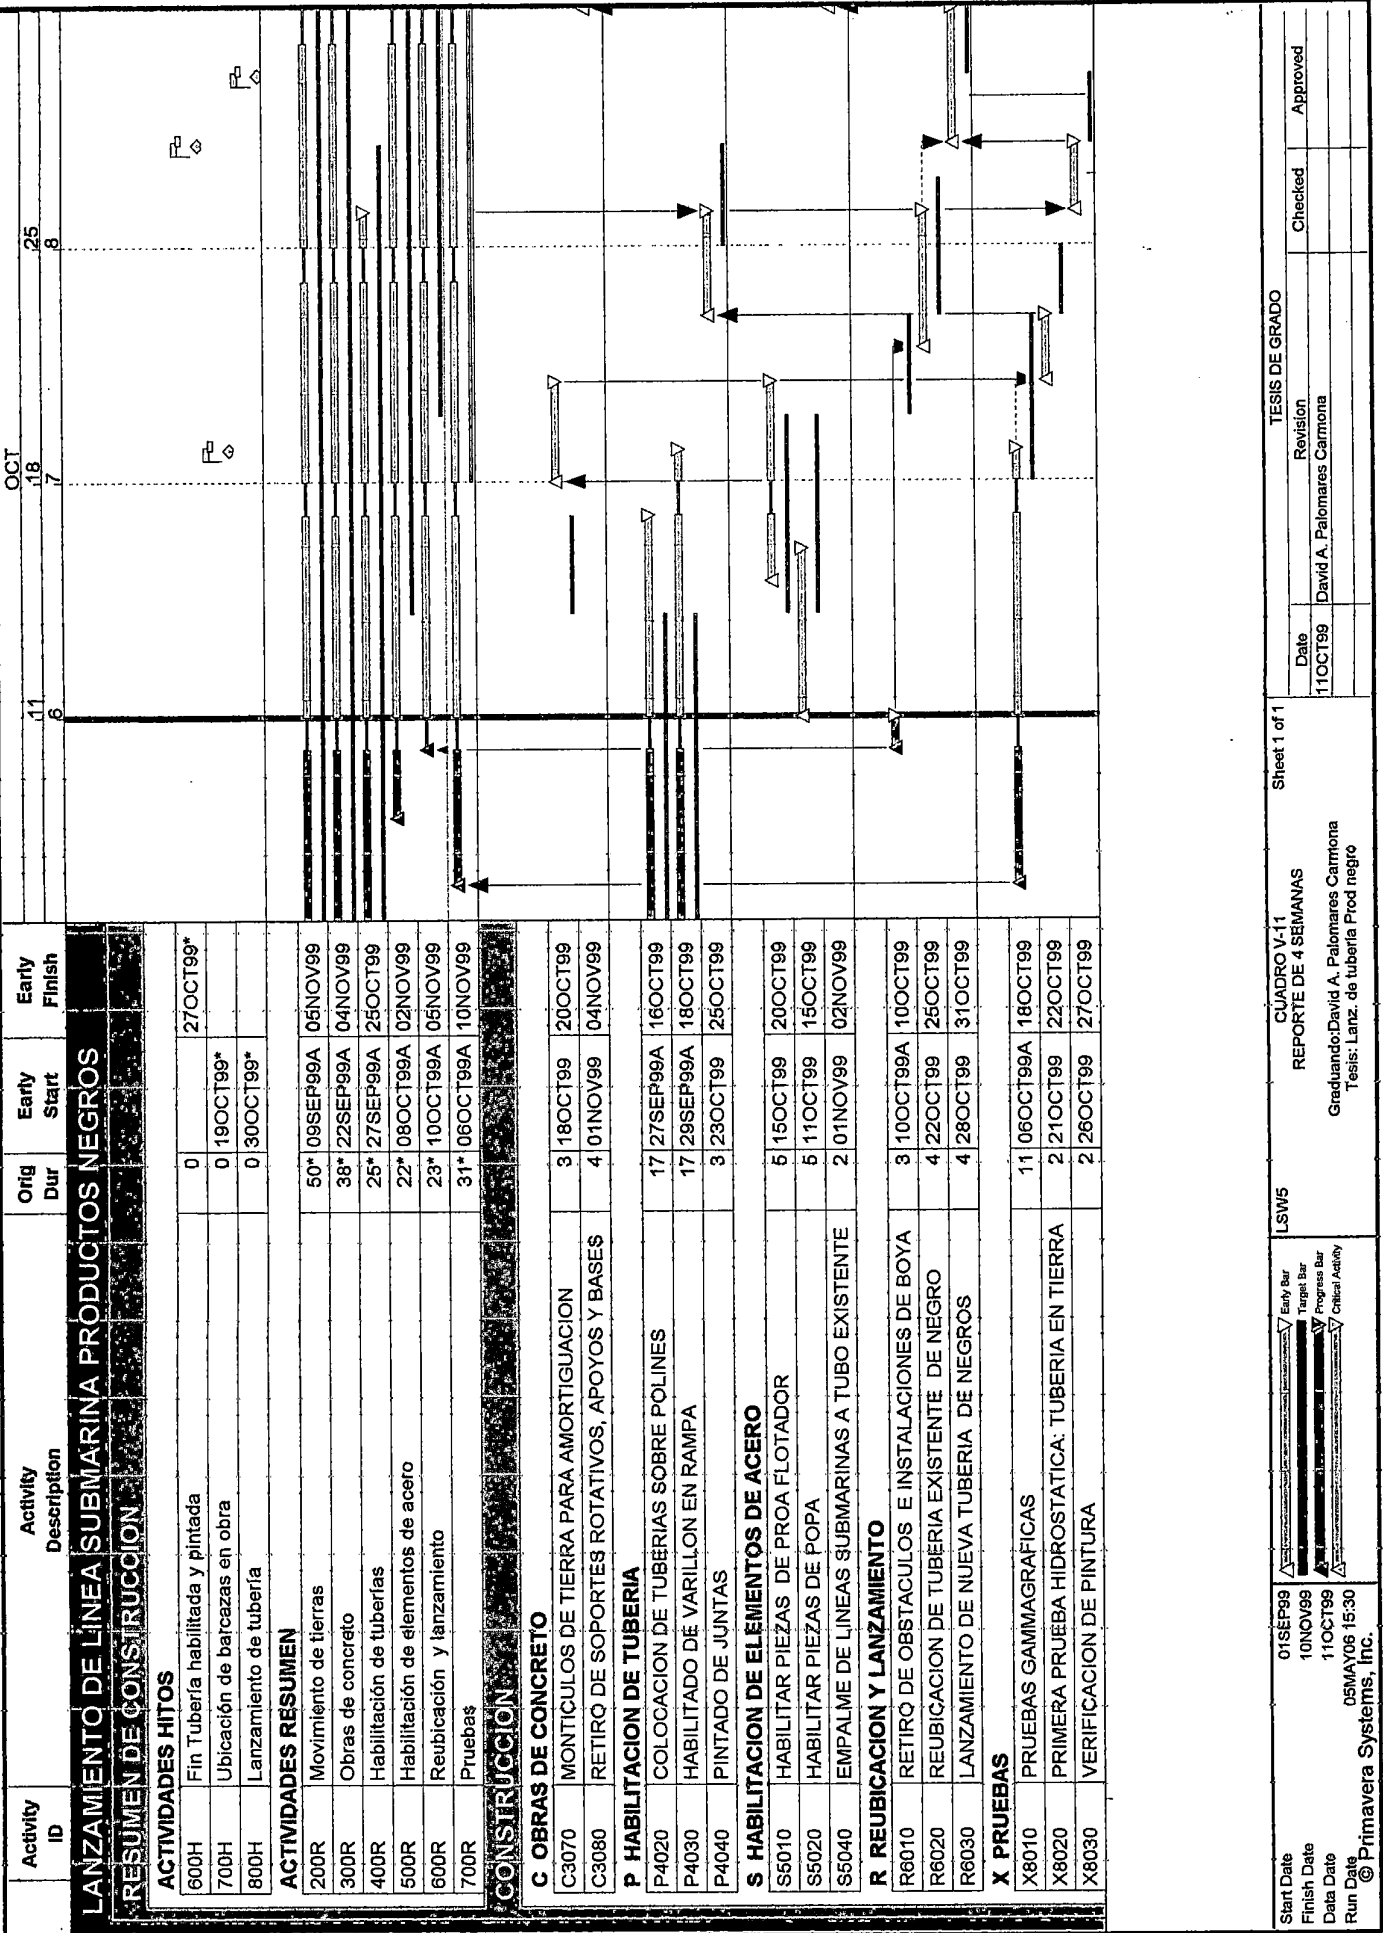 Activity ID Activity Description Orig Dur Early Start Early Finish
OCT
11 18 25
6 7 8
LANZAMIENTO DE LINEA SUBMARINA PRODUCTOS NEGROS
RESUMEN DE CONSTRUCCION
ACTIVIDADES HITOS
600H Fin Tubería habilitada y pintada 0 27OCT99*
700H Ubicación de barcazas en obra 0 19OCT99*
800H Lanzamiento de tubería 0 30OCT99*
ACTIVIDADES RESUMEN
200R Movimiento de tierras 50* 09SEP99A 05NOV99
300R Obras de concreto 38* 22SEP99A 04NOV99
400R Habilitación de tuberías 25* 27SEP99A 25OCT99
500R Habilitación de elementos de acero 22* 08OCT99A 02NOV99
600R Reubicación y lanzamiento 23* 10OCT99A 05NOV99
700R Pruebas 31* 06OCT99A 10NOV99
CONSTRUCCION
C OBRAS DE CONCRETO
C3070 MONTICULOS DE TIERRA PARA AMORTIGUACION 3 18OCT99 20OCT99
C3080 RETIRO DE SOPORTES ROTATIVOS, APOYOS Y BASES 4 01NOV99 04NOV99
P HABILITACION DE TUBERIA
P4020 COLOCACION DE TUBERIAS SOBRE POLINES 17 27SEP99A 16OCT99
P4030 HABILITADO DE VARILLON EN RAMPA 17 29SEP99A 18OCT99
P4040 PINTADO DE JUNTAS 3 23OCT99 25OCT99
S HABILITACION DE ELEMENTOS DE ACERO
S5010 HABILITAR PIEZAS DE PROA FLOTADOR 5 15OCT99 20OCT99
S5020 HABILITAR PIEZAS DE POPA 5 11OCT99 15OCT99
S5040 EMPALME DE LINEAS SUBMARINAS A TUBO EXISTENTE 2 01NOV99 02NOV99
R REUBICACION Y LANZAMIENTO
R6010 RETIRO DE OBSTACULOS E INSTALACIONES DE BOYA 3 10OCT99A 10OCT99
R6020 REUBICACION DE TUBERIA EXISTENTE DE NEGRO 4 22OCT99 25OCT99
R6030 LANZAMIENTO DE NUEVA TUBERIA DE NEGROS 4 28OCT99 31OCT99
X PRUEBAS
X8010 PRUEBAS GAMMAGRAFICAS 11 06OCT99A 18OCT99
X8020 PRIMERA PRUEBA HIDROSTATICA: TUBERIA EN TIERRA 2 21OCT99 22OCT99
X8030 VERIFICACION DE PINTURA 2 26OCT99 27OCT99
Start Date 01SEP99
Finish Date 10NOV99
Data Date 11OCT99
Run Date 05MAY06 15:30
© Primavera Systems, Inc.
Early Bar
Target Bar
Progress Bar
Critical Activity
LSW5
CUADRO V-11
REPORTE DE 4 SEMANAS
Graduando:David A. Palomares Carmona
Tesis: Lanz. de tubería Prod negro
Sheet 1 of 1
TESIS DE GRADO
Date Revision Checked Approved
11OCT99 David A. Palomares Carmona